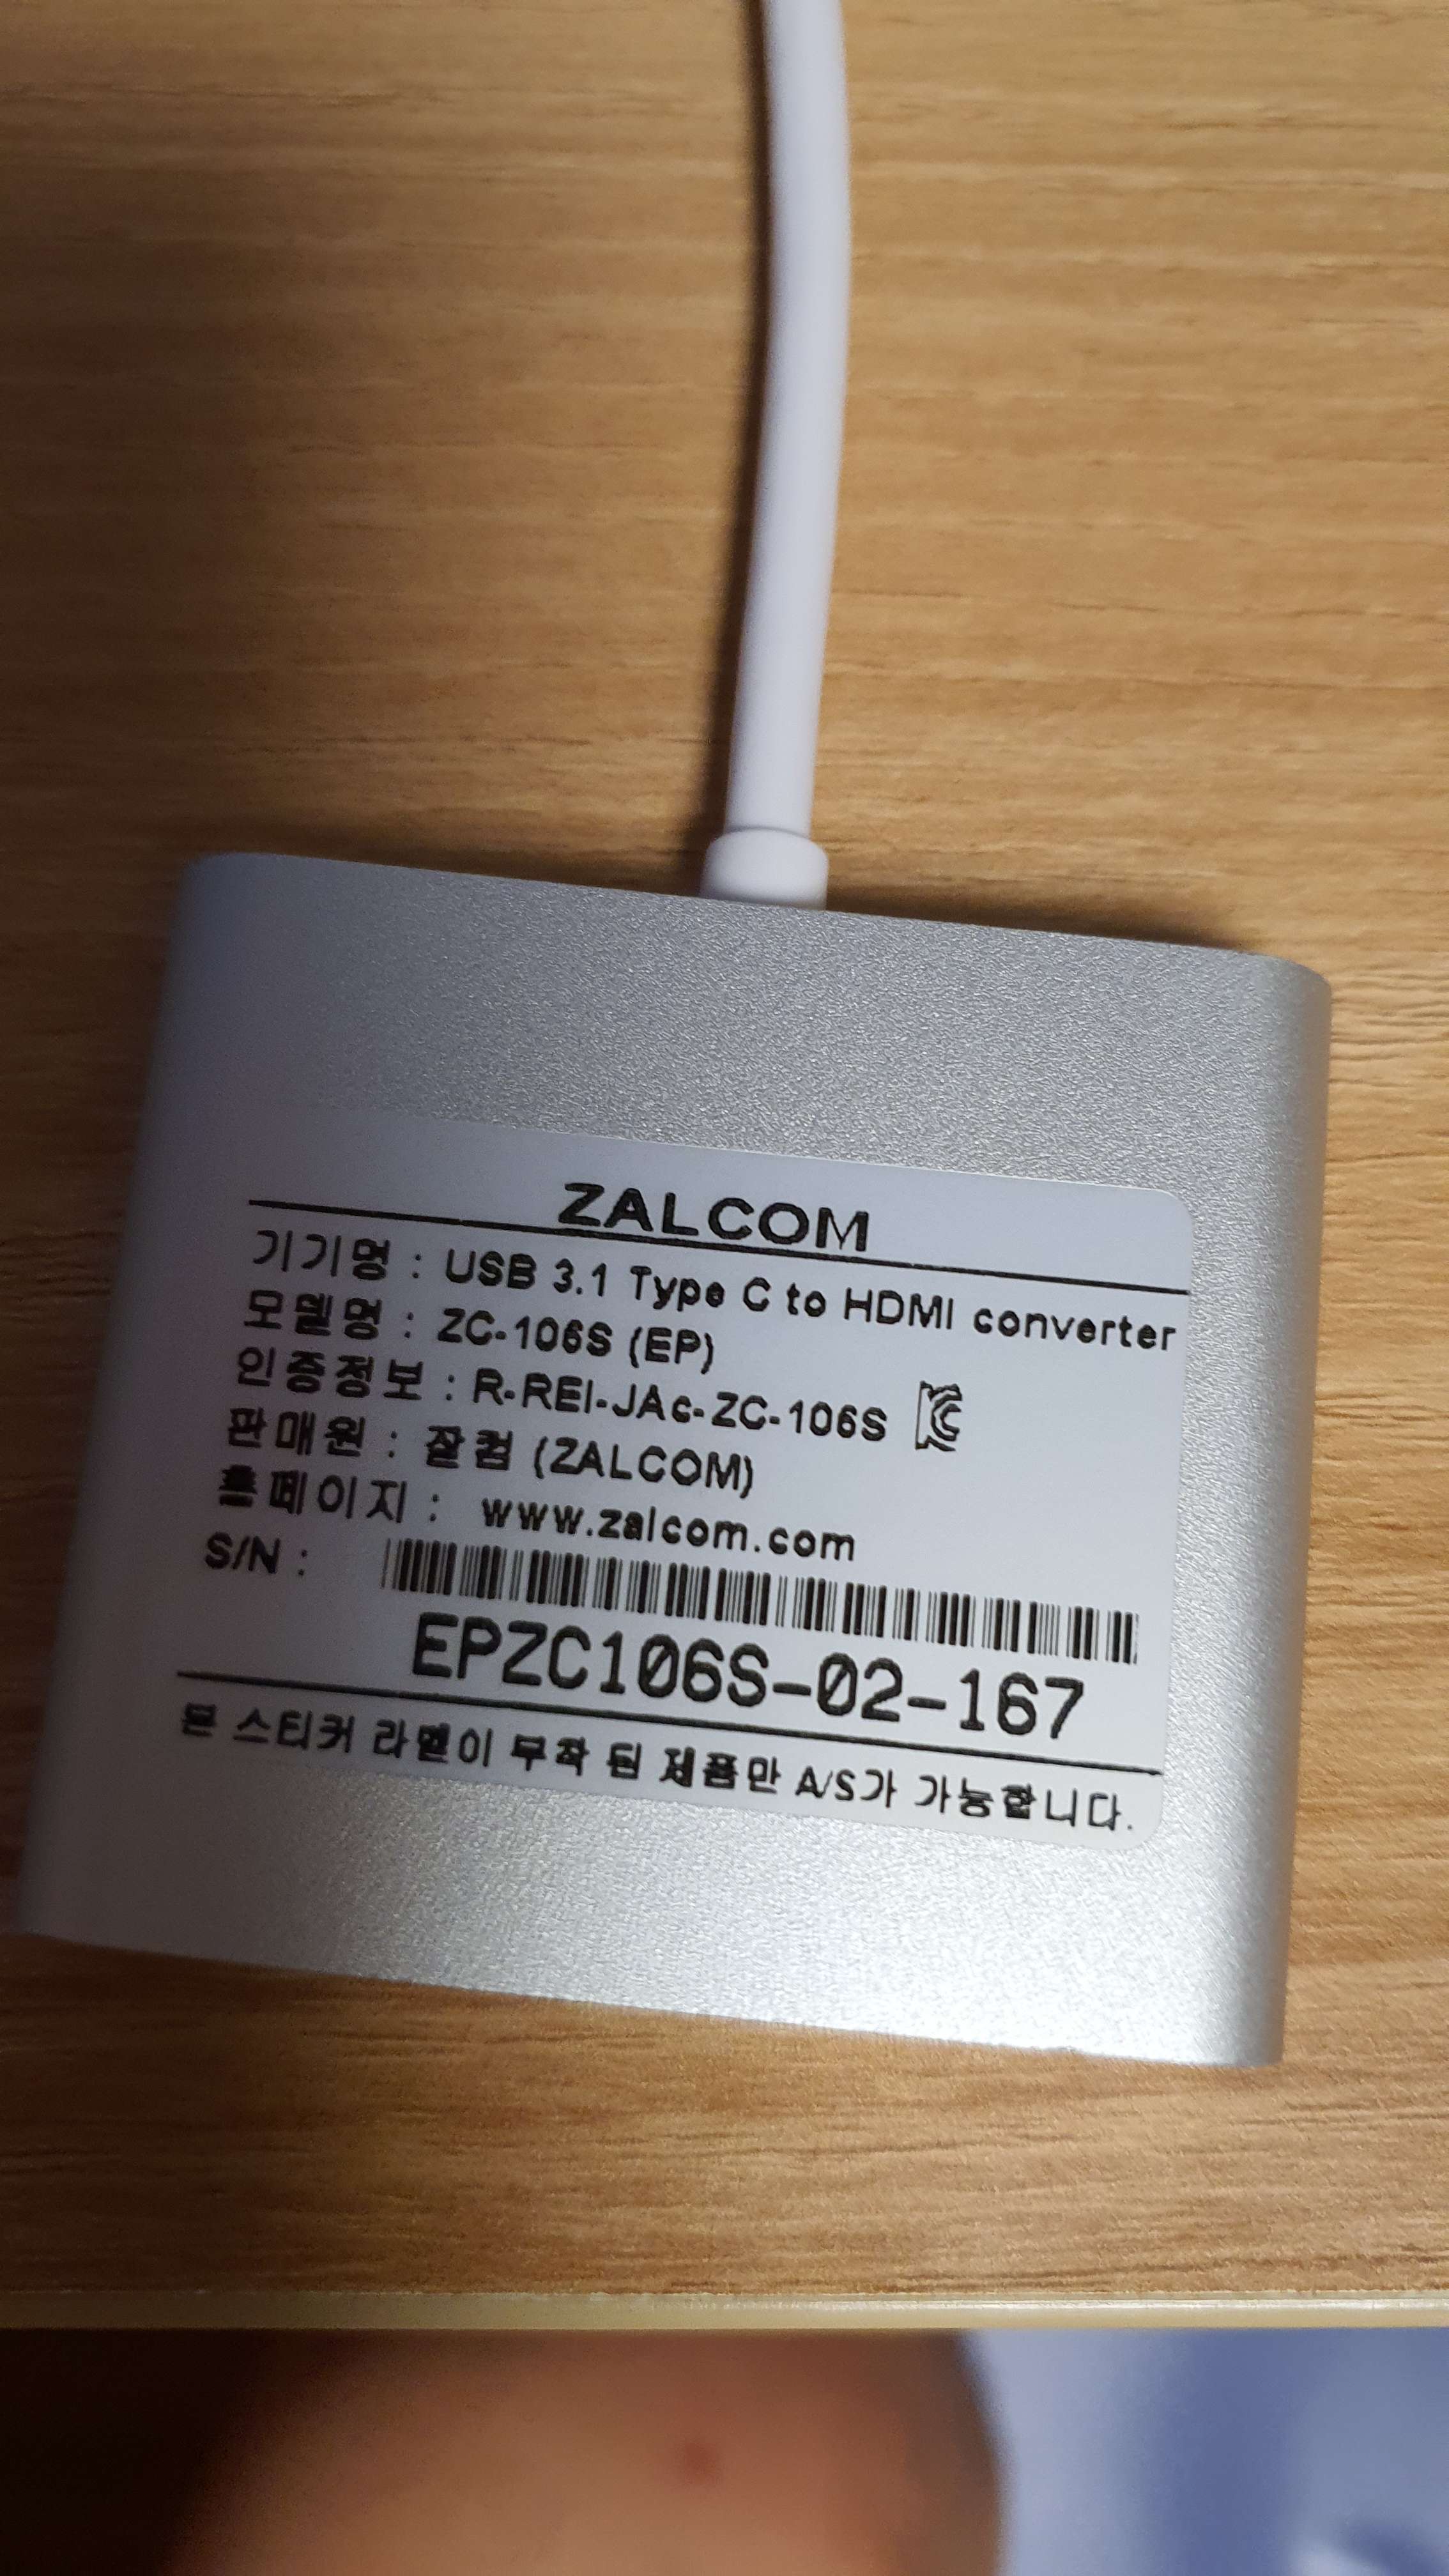 ZALCOM
기기명 : USB 3.1 Type C to HDMI converter
모델명 : ZC-106S (EP)
인증정보 : R-REI-JAc-ZC-106S
판매원 : 잘컴 (ZALCOM)
홈페이지 : www.zalcom.com
S/N :
EPZC106S-02-167
본 스티커 라벨이 부착 된 제품만 A/S가 가능합니다.